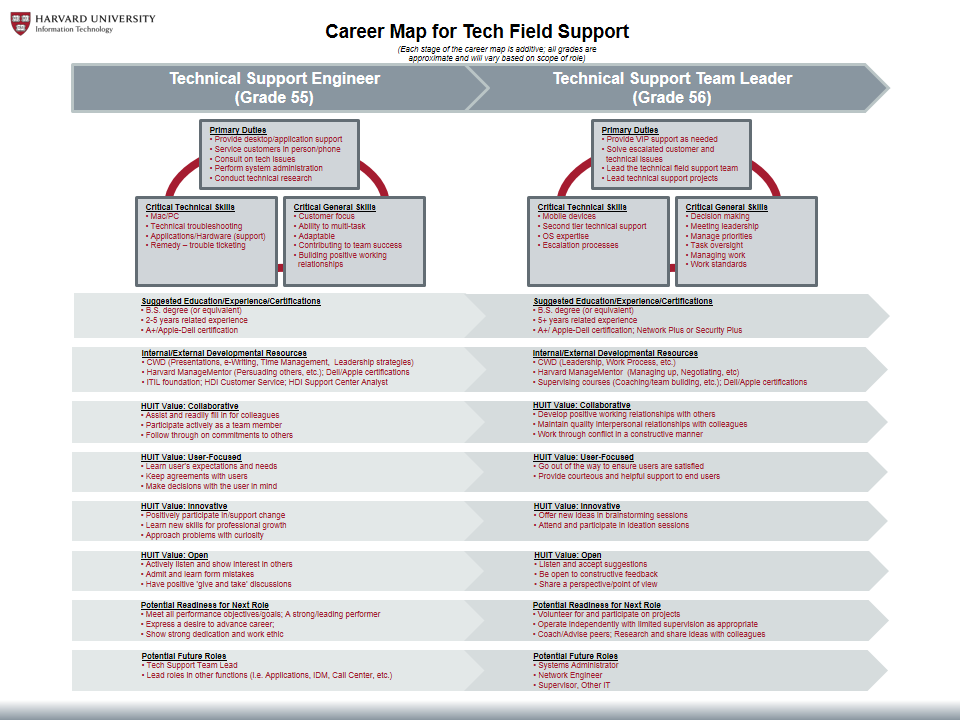 HARVARD UNIVERSITY
Information Technology
Career Map for Tech Field Support
(Each stage of the career map is additive; all grades are
approximate and will vary based on scope of role)
Technical Support Engineer
(Grade 55)
Technical Support Team Leader
(Grade 56)
Primary Duties
• Provide desktop/application support
• Service customers in person/phone
• Consult on tech issues
• Perform system administration
• Conduct technical research
Primary Duties
• Provide VIP support as needed
• Solve escalated customer and
technical issues
• Lead the technical field support team
• Lead technical support projects
Critical Technical Skills
• Mac/PC
• Technical troubleshooting
• Applications/Hardware (support)
• Remedy – trouble ticketing
Critical General Skills
• Customer focus
• Ability to multi-task
• Adaptable
• Contributing to team success
• Building positive working
relationships
Critical Technical Skills
• Mobile devices
• Second tier technical support
• OS expertise
• Escalation processes
Critical General Skills
• Decision making
• Meeting leadership
• Manage priorities
• Task oversight
• Managing work
• Work standards
Suggested Education/Experience/Certifications
• B.S. degree (or equivalent)
• 2-5 years related experience
• A+/Apple-Dell certification
Suggested Education/Experience/Certifications
• B.S. degree (or equivalent)
• 5+ years related experience
• A+/ Apple-Dell certification; Network Plus or Security Plus
Internal/External Developmental Resources
• CWD (Presentations, e-Writing, Time Management, Leadership strategies)
• Harvard ManageMentor (Persuading others, etc.); Dell/Apple certifications
• ITIL foundation; HDI Customer Service; HDI Support Center Analyst
Internal/External Developmental Resources
• CWD (Leadership, Work Process, etc.)
• Harvard ManageMentor (Managing up, Negotiating, etc)
• Supervising courses (Coaching/team building, etc.); Dell/Apple certifications
HUIT Value: Collaborative
• Assist and readily fill in for colleagues
• Participate actively as a team member
• Follow through on commitments to others
HUIT Value: Collaborative
• Develop positive working relationships with others
• Maintain quality interpersonal relationships with colleagues
• Work through conflict in a constructive manner
HUIT Value: User-Focused
• Learn user's expectations and needs
• Keep agreements with users
• Make decisions with the user in mind
HUIT Value: User-Focused
• Go out of the way to ensure users are satisfied
• Provide courteous and helpful support to end users
HUIT Value: Innovative
• Positively participate in/support change
• Learn new skills for professional growth
• Approach problems with curiosity
HUIT Value: Innovative
• Offer new ideas in brainstorming sessions
• Attend and participate in ideation sessions
HUIT Value: Open
• Actively listen and show interest in others
• Admit and learn form mistakes
• Have positive 'give and take' discussions
HUIT Value: Open
• Listen and accept suggestions
• Be open to constructive feedback
• Share a perspective/point of view
Potential Readiness for Next Role
• Meet all performance objectives/goals; A strong/leading performer
• Express a desire to advance career;
• Show strong dedication and work ethic
Potential Readiness for Next Role
• Volunteer for and participate on projects
• Operate independently with limited supervision as appropriate
• Coach/Advise peers; Research and share ideas with colleagues
Potential Future Roles
• Tech Support Team Lead
• Lead roles in other functions (i.e. Applications, IDM, Call Center, etc.)
Potential Future Roles
• Systems Administrator
• Network Engineer
• Supervisor, Other IT